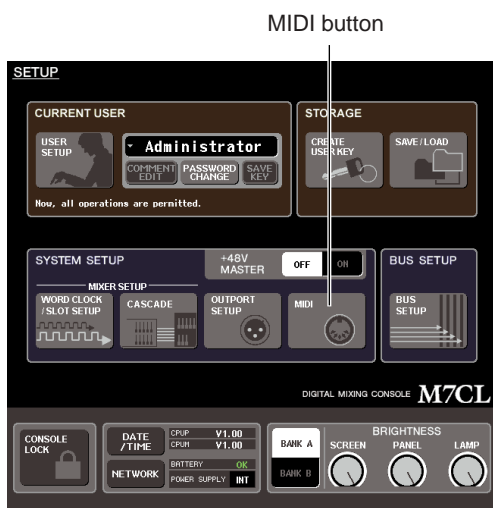 MIDI button
SETUP
CURRENT USER
USER
SETUP
Administrator
COMMENT
EDIT
PASSWORD
CHANGE
SAVE
KEY
Now, all operations are permitted.
STORAGE
CREATE
USER KEY
SAVE/LOAD
SYSTEM SETUP
+48V
MASTER
OFF
ON
MIXER SETUP
WORD CLOCK
/SLOT SETUP
CASCADE
OUTPORT
SETUP
MIDI
BUS SETUP
BUS
SETUP
DIGITAL MIXING CONSOLE M7CL
CONSOLE
LOCK
DATE
/TIME
CPUP V1.00
CPUM V1.00
NETWORK
BATTERY OK
POWER SUPPLY INT
BANK A
BANK B
BRIGHTNESS
SCREEN PANEL LAMP